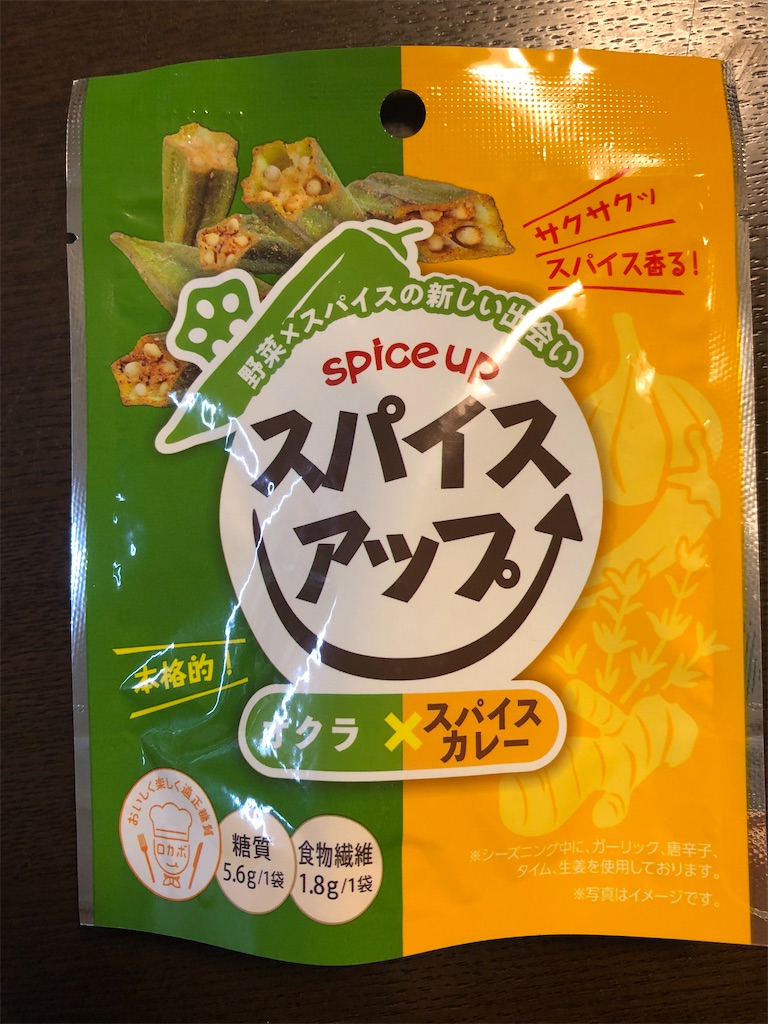 サクサクッ
スパイス香る!
野菜×スパイスの新しい出会い
spice up
スパイス
アップ
本格的!
オクラ×スパイス
カレー
おいしく楽しく適正糖質
ロカボ
糖質
5.6g/1袋
食物繊維
1.8g/1袋
※シーズニング中に、ガーリック、唐辛子、
タイム、生姜を使用しております。
※写真はイメージです。